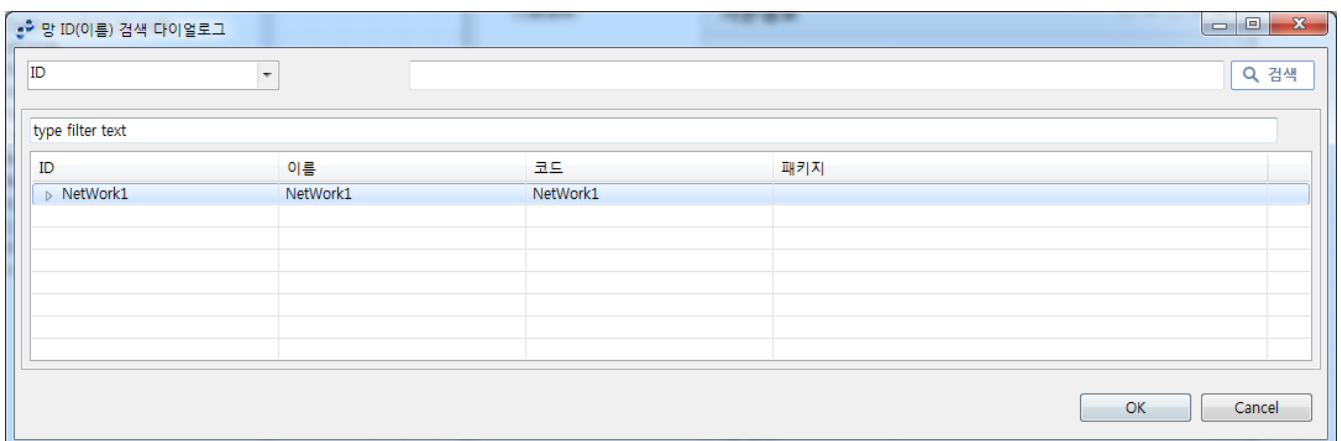 망 ID(이름) 검색 다이얼로그
ID 검색
type filter text
ID 이름 코드 패키지
NetWork1 NetWork1 NetWork1
OK Cancel